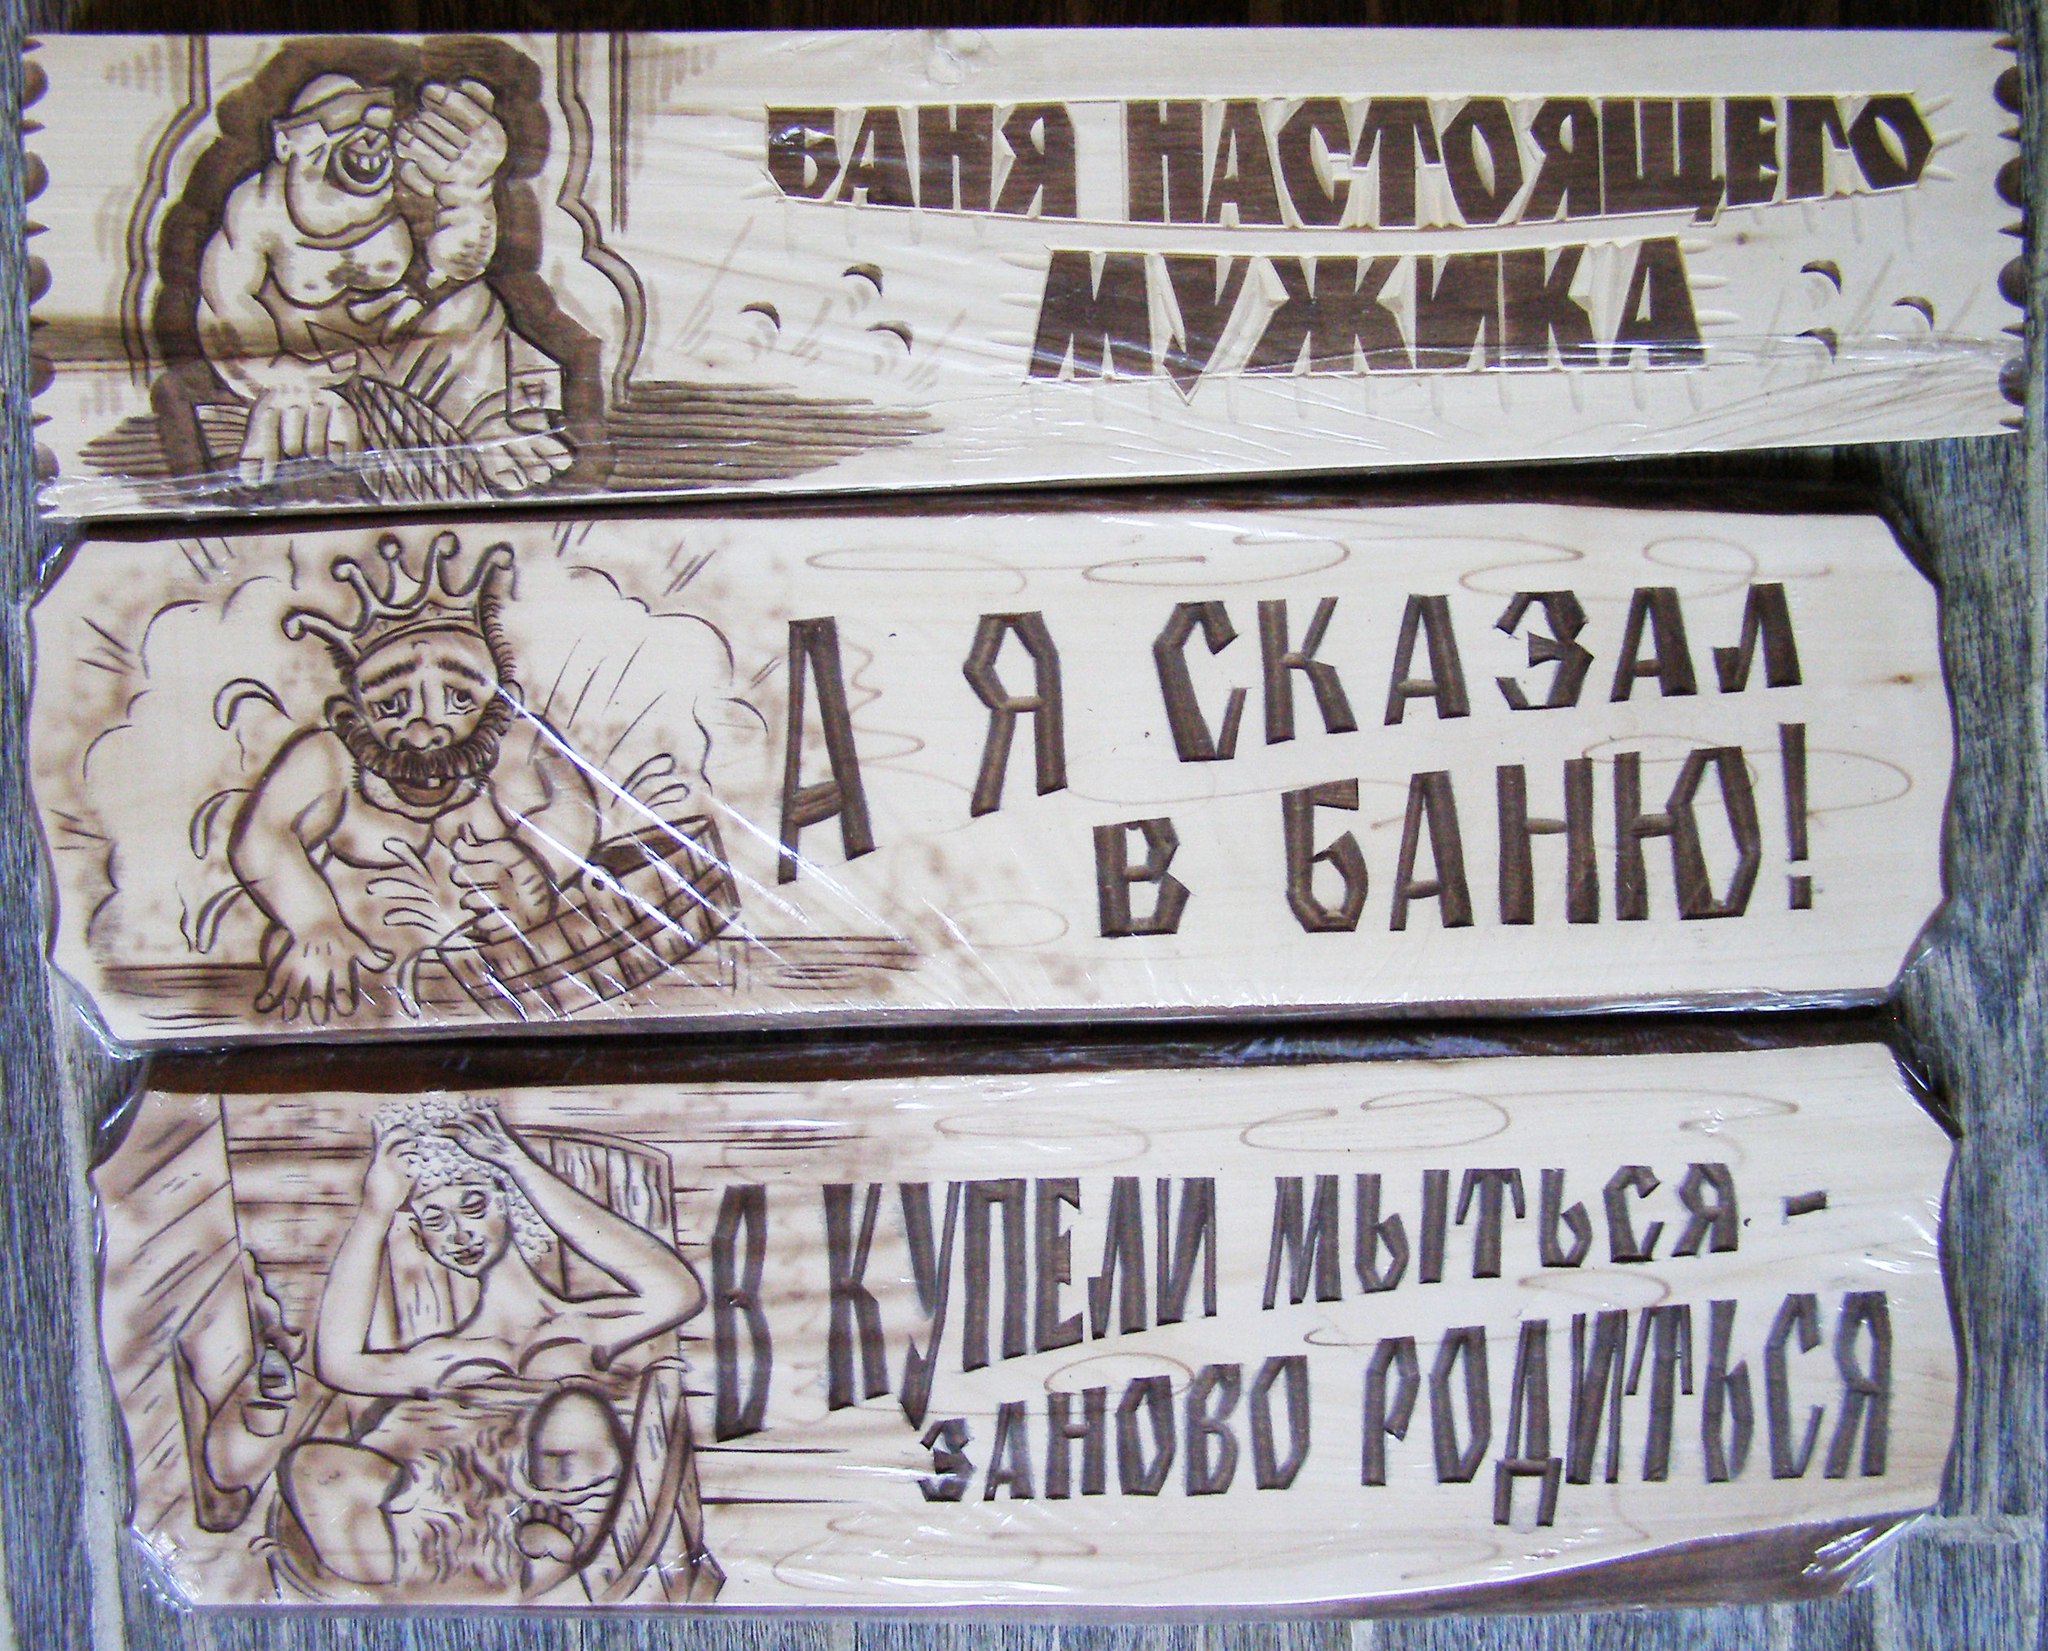 БАНЯ НАСТОЯЩЕГО
МУЖИКА
А Я СКАЗАЛ
В БАНЮ!
В КУПЕЛИ МЫТЬСЯ -
ЗАНОВО РОДИТЬСЯ